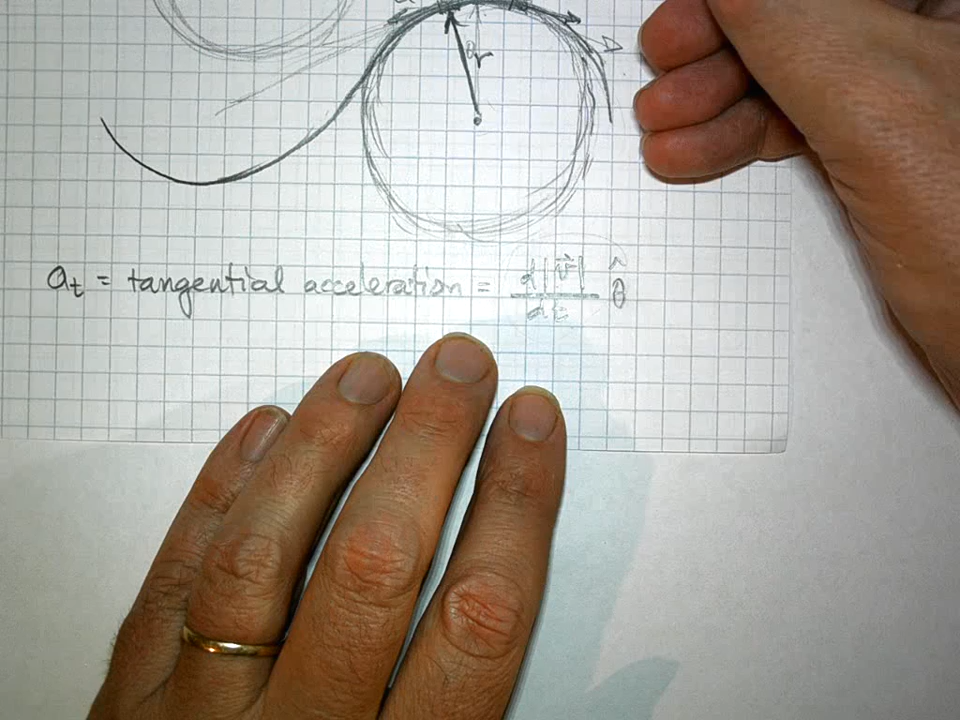 r
a_t = tangential acceleration = d|v⃗|/dt θ̂